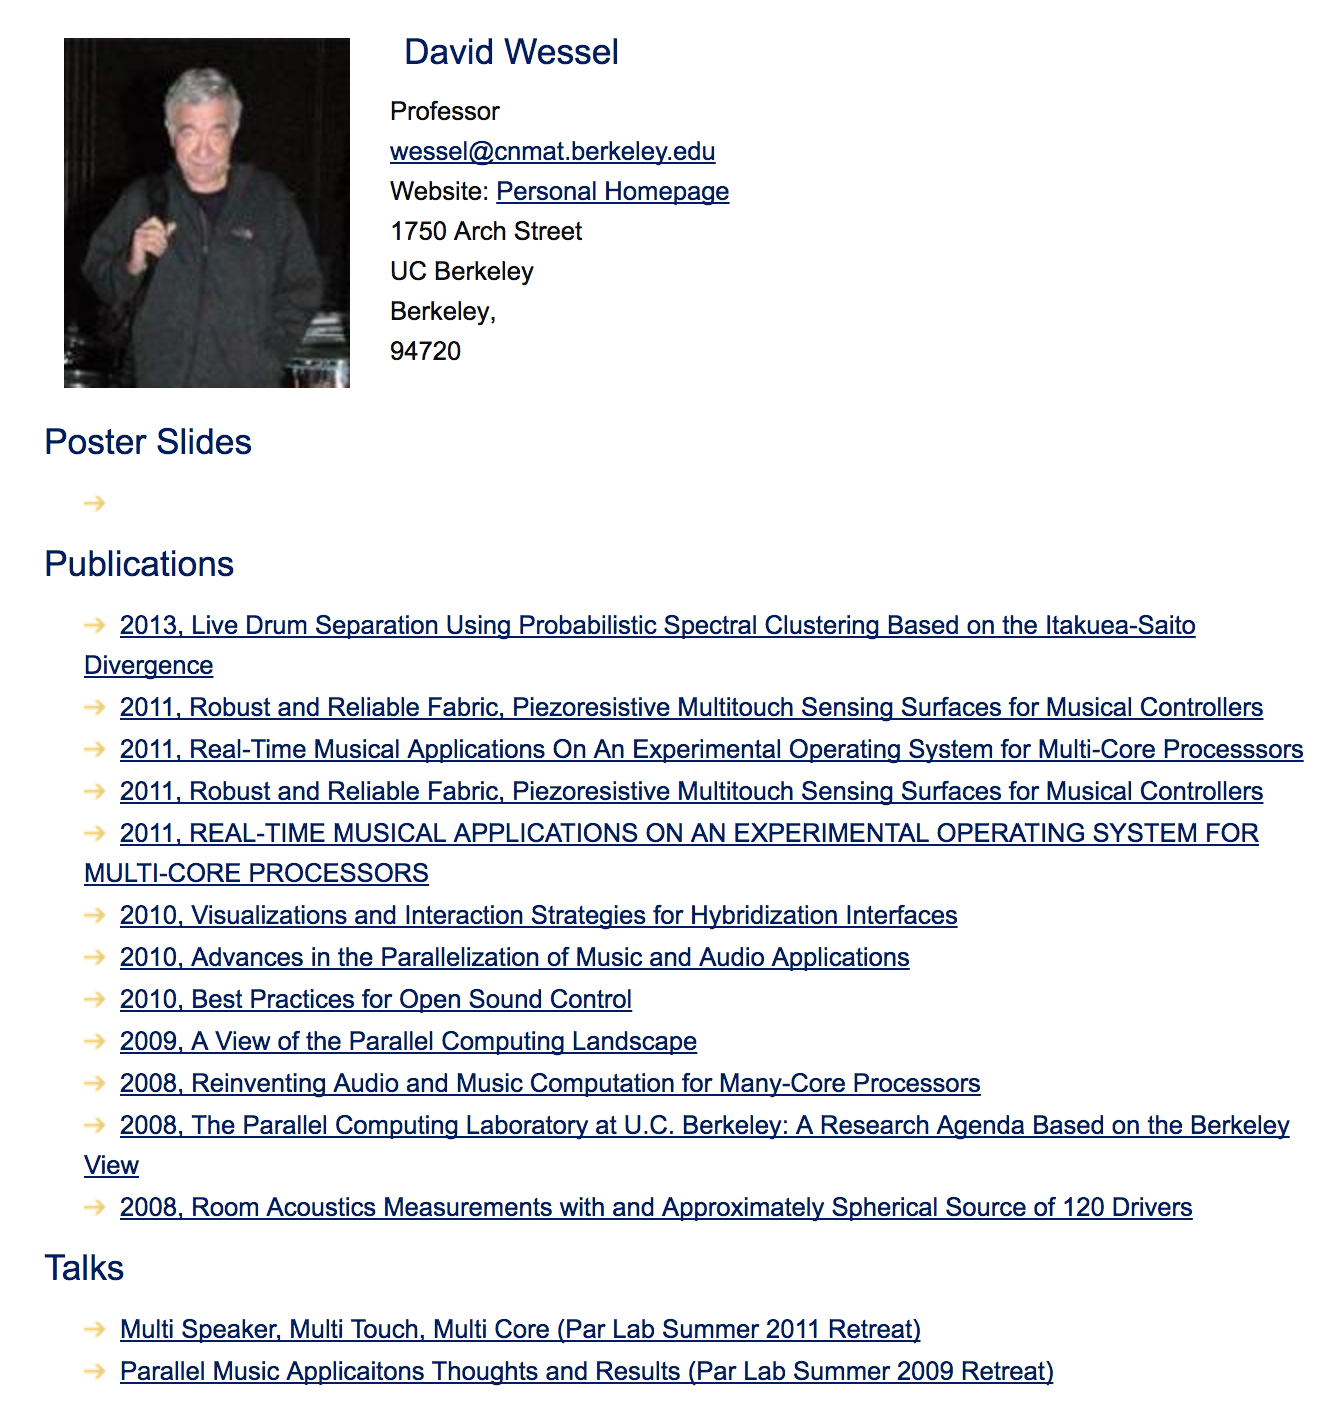 David Wessel
Professor
wessel@cnmat.berkeley.edu
Website: Personal Homepage
1750 Arch Street
UC Berkeley
Berkeley,
94720
Poster Slides
→
Publications
→ 2013, Live Drum Separation Using Probabilistic Spectral Clustering Based on the Itakuea-Saito
Divergence
→ 2011, Robust and Reliable Fabric, Piezoresistive Multitouch Sensing Surfaces for Musical Controllers
→ 2011, Real-Time Musical Applications On An Experimental Operating System for Multi-Core Processsors
→ 2011, Robust and Reliable Fabric, Piezoresistive Multitouch Sensing Surfaces for Musical Controllers
→ 2011, REAL-TIME MUSICAL APPLICATIONS ON AN EXPERIMENTAL OPERATING SYSTEM FOR
MULTI-CORE PROCESSORS
→ 2010, Visualizations and Interaction Strategies for Hybridization Interfaces
→ 2010, Advances in the Parallelization of Music and Audio Applications
→ 2010, Best Practices for Open Sound Control
→ 2009, A View of the Parallel Computing Landscape
→ 2008, Reinventing Audio and Music Computation for Many-Core Processors
→ 2008, The Parallel Computing Laboratory at U.C. Berkeley: A Research Agenda Based on the Berkeley
View
→ 2008, Room Acoustics Measurements with and Approximately Spherical Source of 120 Drivers
Talks
→ Multi Speaker, Multi Touch, Multi Core (Par Lab Summer 2011 Retreat)
→ Parallel Music Applicaitons Thoughts and Results (Par Lab Summer 2009 Retreat)